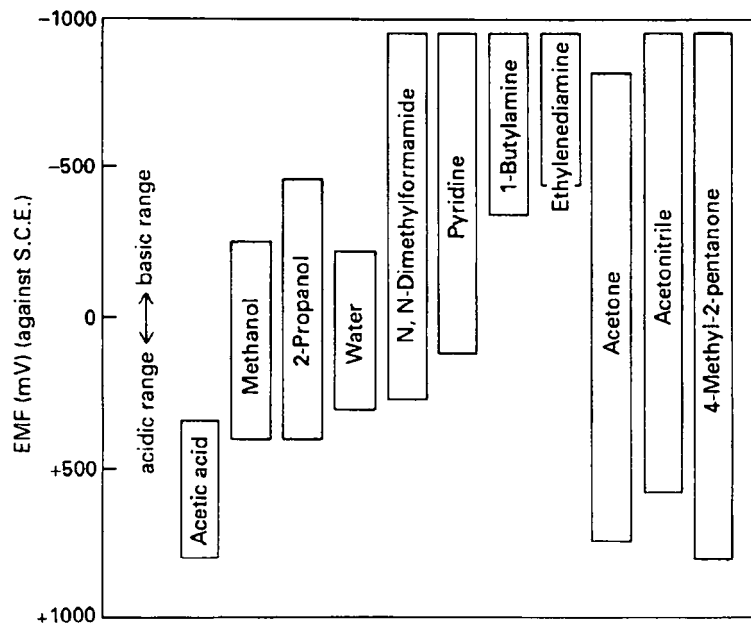 −1000
−500
0
+500
+1000
EMF (mV) (against S.C.E.)
acidic range ⟷ basic range
Acetic acid
Methanol
2-Propanol
Water
N, N-Dimethylformamide
Pyridine
1-Butylamine
Ethylenediamine
Acetone
Acetonitrile
4-Methyl-2-pentanone